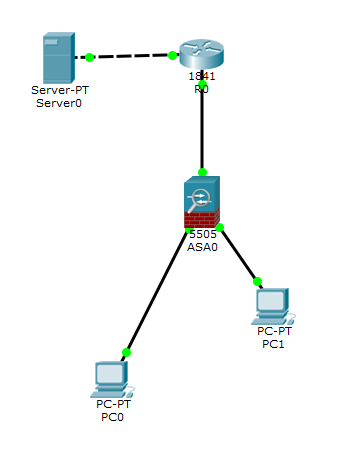 Server-PT
Server0
1841
R0
5505
ASA0
PC-PT
PC1
PC-PT
PC0